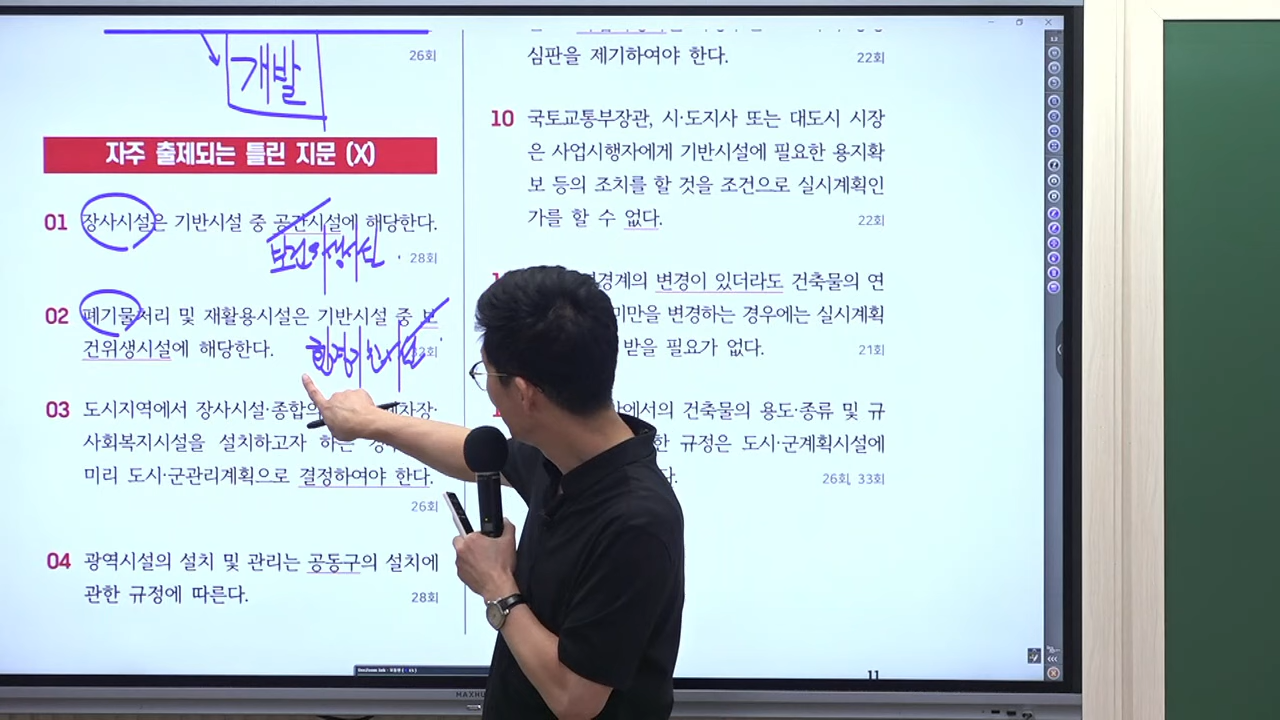 개발
26회
자주 출제되는 틀린 지문 (X)
01 장사시설은 기반시설 중 공간시설에 해당한다.
보건위생시설
28회
02 폐기물처리 및 재활용시설은 기반시설 중 보
건위생시설에 해당한다.
환경기초시설
03 도시지역에서 장사시설·종합의
차장·
사회복지시설을 설치하고자 하는
미리 도시·군관리계획으로 결정하여야 한다.
26회
04 광역시설의 설치 및 관리는 공동구의 설치에
관한 규정에 따른다.
28회
심판을 제기하여야 한다.
22회
10 국토교통부장관, 시·도지사 또는 대도시 시장
은 사업시행자에게 기반시설에 필요한 용지확
보 등의 조치를 할 것을 조건으로 실시계획인
가를 할 수 없다.
22회
경계의 변경이 있더라도 건축물의 연
미만을 변경하는 경우에는 실시계획
받을 필요가 없다.
21회
에서의 건축물의 용도·종류 및 규
한 규정은 도시·군계획시설에
26회, 33회
11